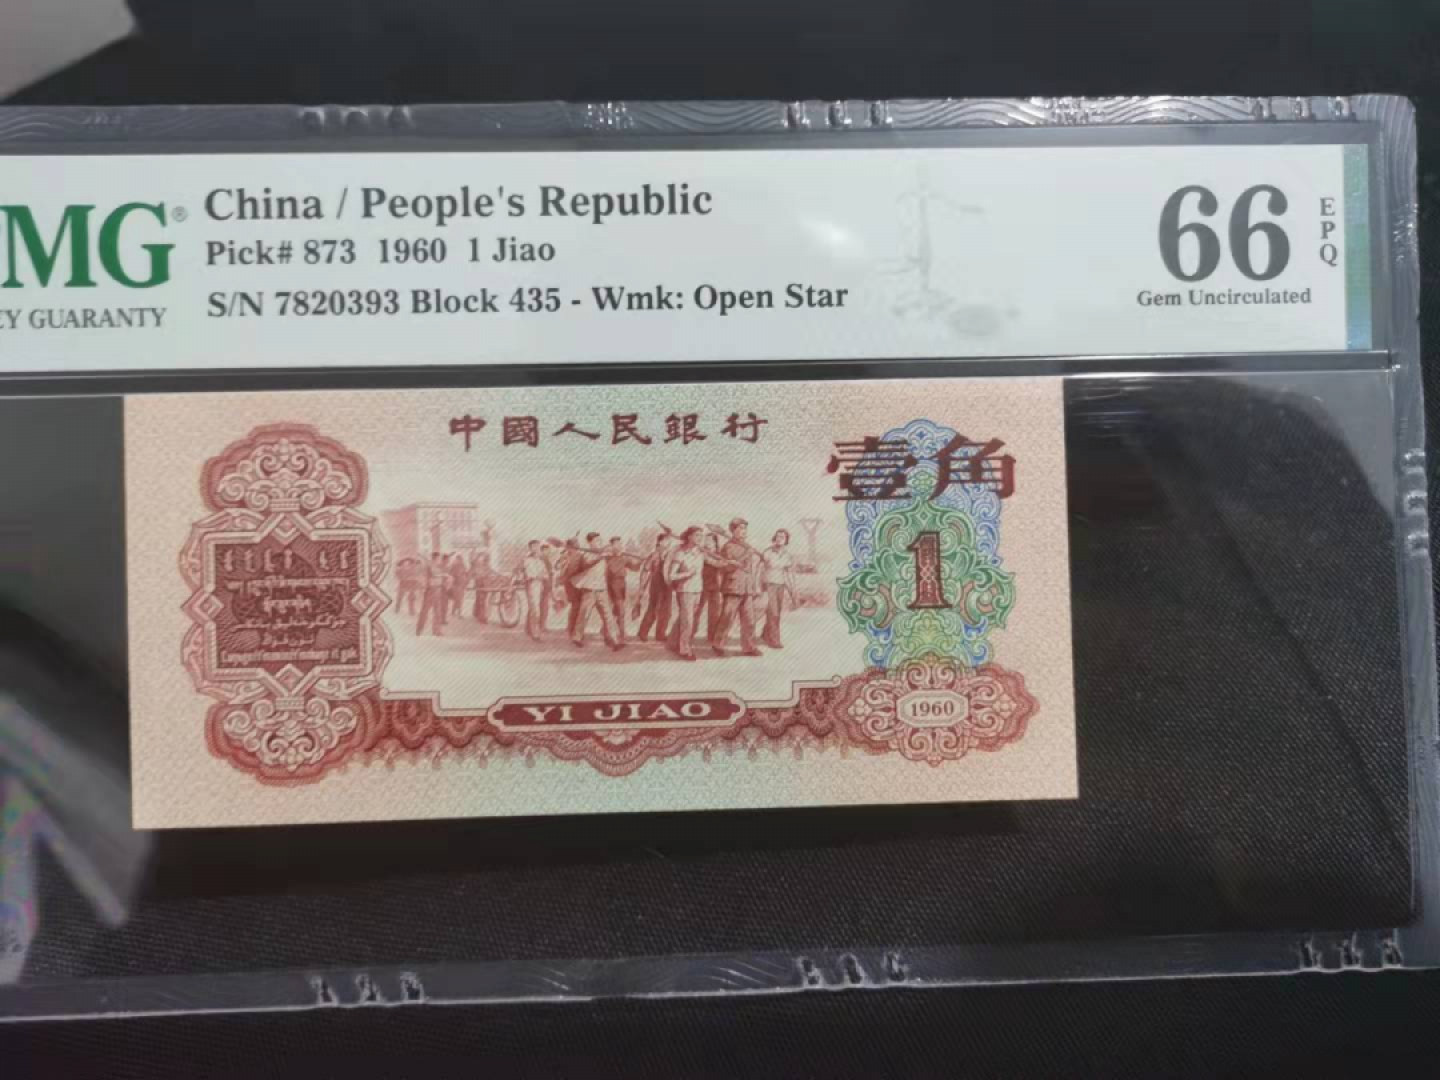 China / People's Republic
Pick# 873 1960 1 Jiao
S/N 7820393 Block 435 - Wmk: Open Star
MG®
EY GUARANTY
66
EPQ
Gem Uncirculated
中國人民銀行
壹角
1
YI JIAO
1960